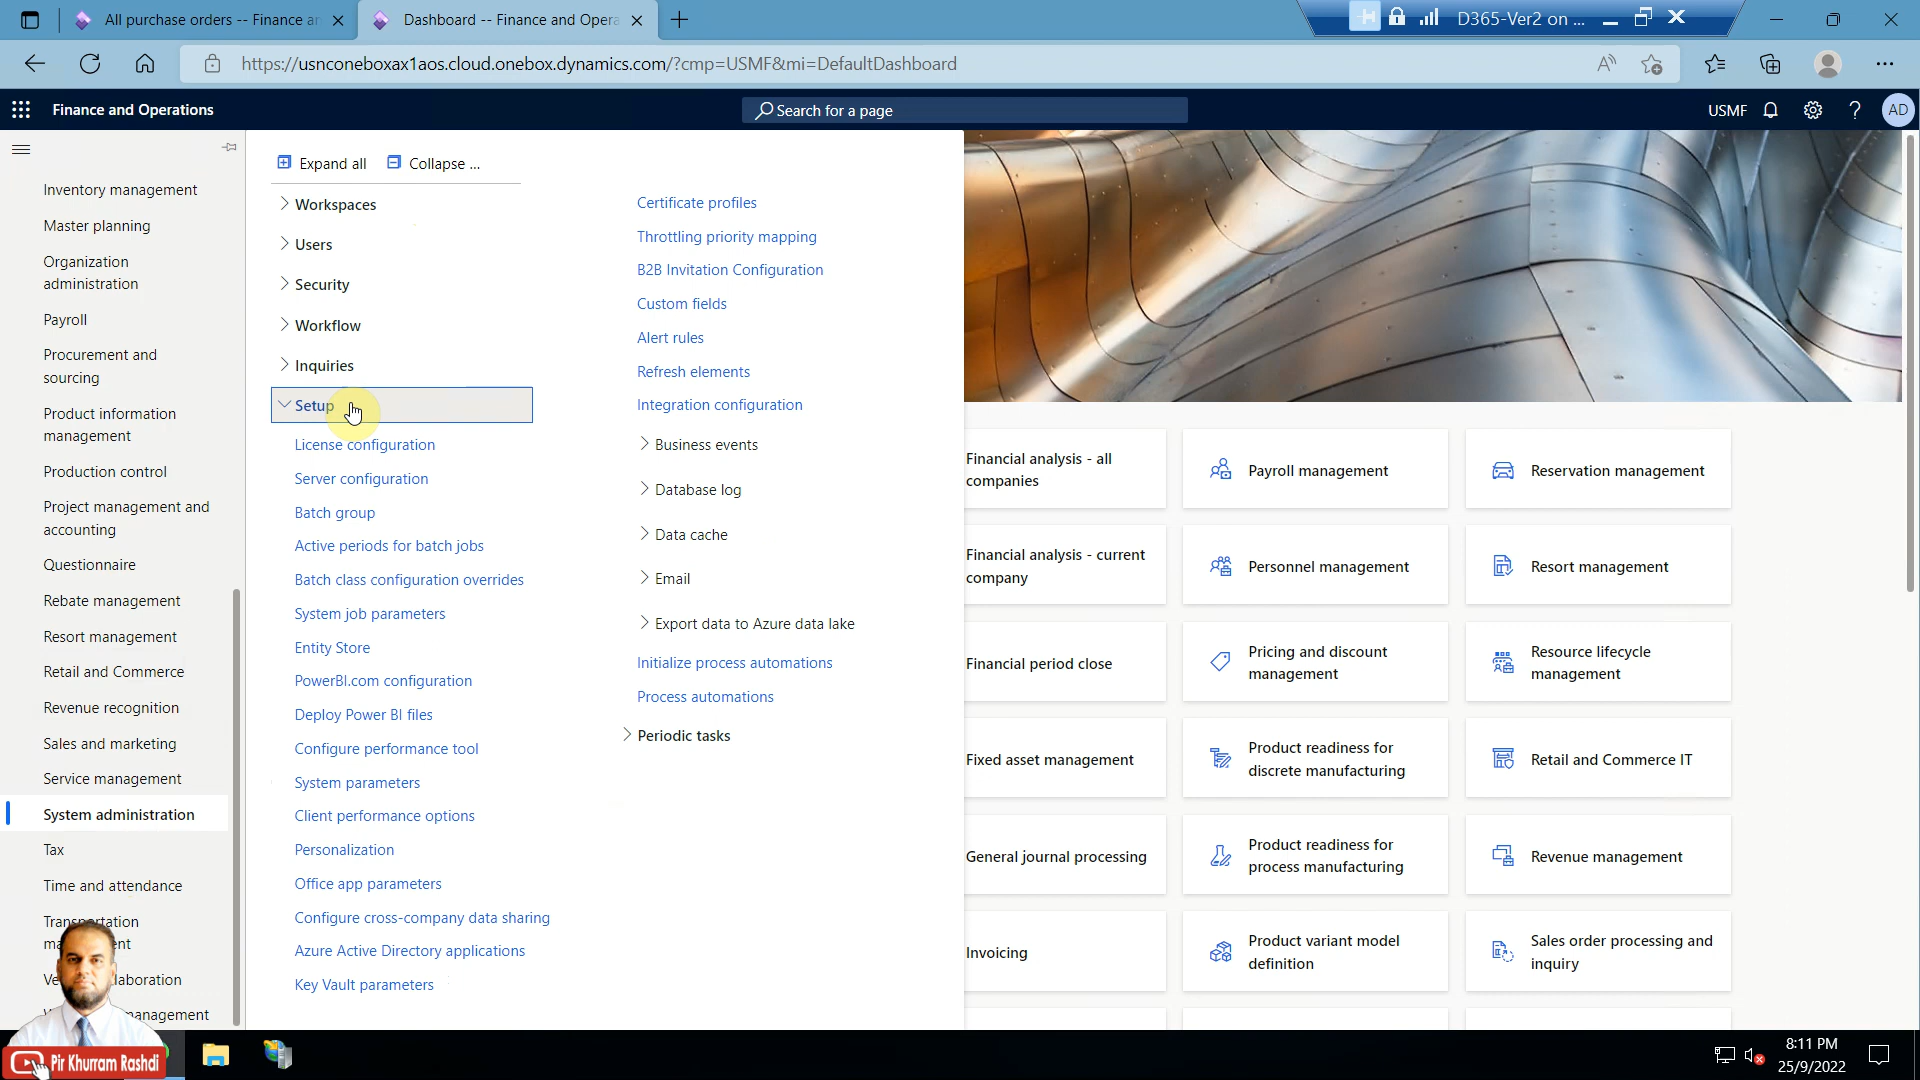 All purchase orders -- Finance a
Dashboard -- Finance and Opera
D365-Ver2 on ...
https://usnconeboxax1aos.cloud.onebox.dynamics.com/?cmp=USMF&mi=DefaultDashboard
Finance and Operations
Search for a page
USMF
AD
Inventory management
Master planning
Organization
administration
Payroll
Procurement and
sourcing
Product information
management
Production control
Project management and
accounting
Questionnaire
Rebate management
Resort management
Retail and Commerce
Revenue recognition
Sales and marketing
Service management
System administration
Tax
Time and attendance
Expand all
Collapse ...
Workspaces
Users
Security
Workflow
Inquiries
Setup
License configuration
Server configuration
Batch group
Active periods for batch jobs
Batch class configuration overrides
System job parameters
Entity Store
PowerBI.com configuration
Deploy Power BI files
Configure performance tool
System parameters
Client performance options
Personalization
Office app parameters
Configure cross-company data sharing
Azure Active Directory applications
Key Vault parameters
Certificate profiles
Throttling priority mapping
B2B Invitation Configuration
Custom fields
Alert rules
Refresh elements
Integration configuration
Business events
Database log
Data cache
Email
Export data to Azure data lake
Initialize process automations
Process automations
Periodic tasks
Financial analysis - all
companies
Financial analysis - current
company
Financial period close
Fixed asset management
General journal processing
Invoicing
Payroll management
Personnel management
Pricing and discount
management
Product readiness for
discrete manufacturing
Product readiness for
process manufacturing
Product variant model
definition
Reservation management
Resort management
Resource lifecycle
management
Retail and Commerce IT
Revenue management
Sales order processing and
inquiry
Pir Khurram Rashdi
8:11 PM
25/9/2022